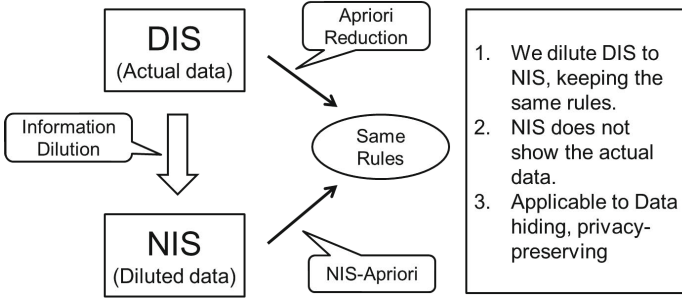 DIS
(Actual data)
Apriori
Reduction
Information
Dilution
Same
Rules
NIS
(Diluted data)
NIS-Apriori
1. We dilute DIS to
NIS, keeping the
same rules.
2. NIS does not
show the actual
data.
3. Applicable to Data
hiding, privacy-
preserving